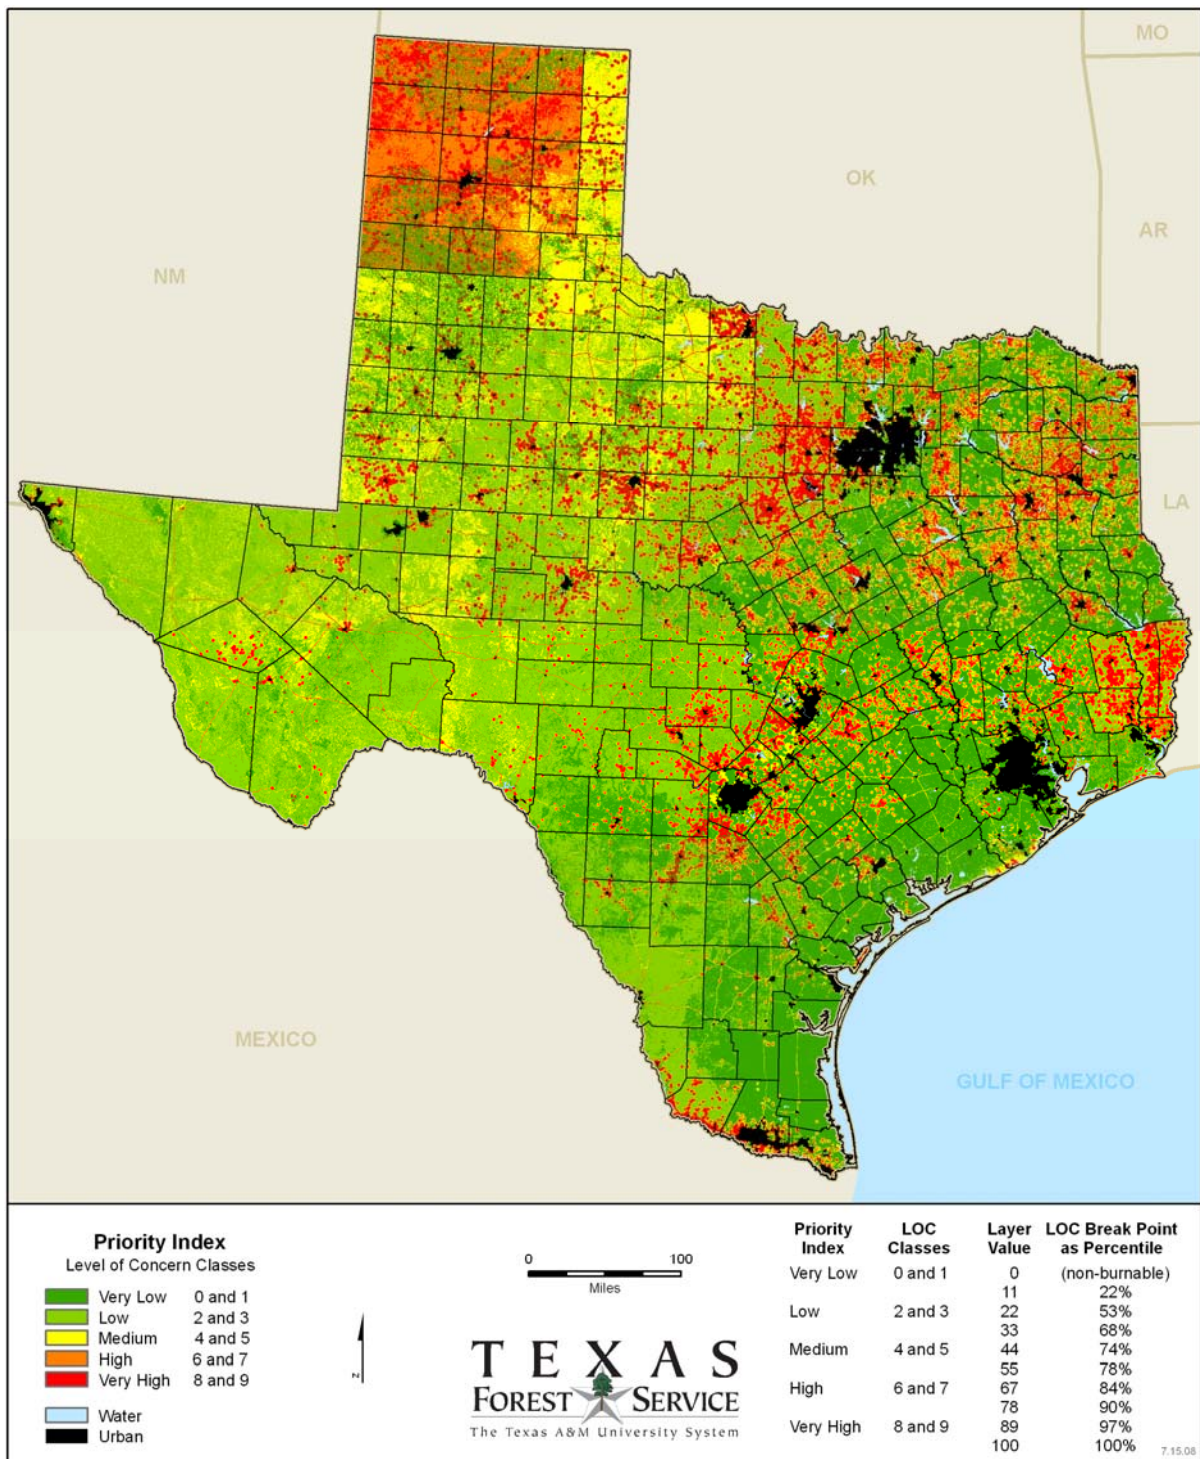 MO
OK
AR
NM
LA
MEXICO
GULF OF MEXICO
Priority Index
Level of Concern Classes
Very Low 0 and 1
Low 2 and 3
Medium 4 and 5
High 6 and 7
Very High 8 and 9
Water
Urban
N
0 100
Miles
TEXAS
FOREST SERVICE
The Texas A&M University System
Priority Index LOC Classes Layer Value LOC Break Point as Percentile
Very Low 0 and 1 0 (non-burnable)
11 22%
Low 2 and 3 22 53%
33 68%
Medium 4 and 5 44 74%
55 78%
High 6 and 7 67 84%
78 90%
Very High 8 and 9 89 97%
100 100%
7.15.08